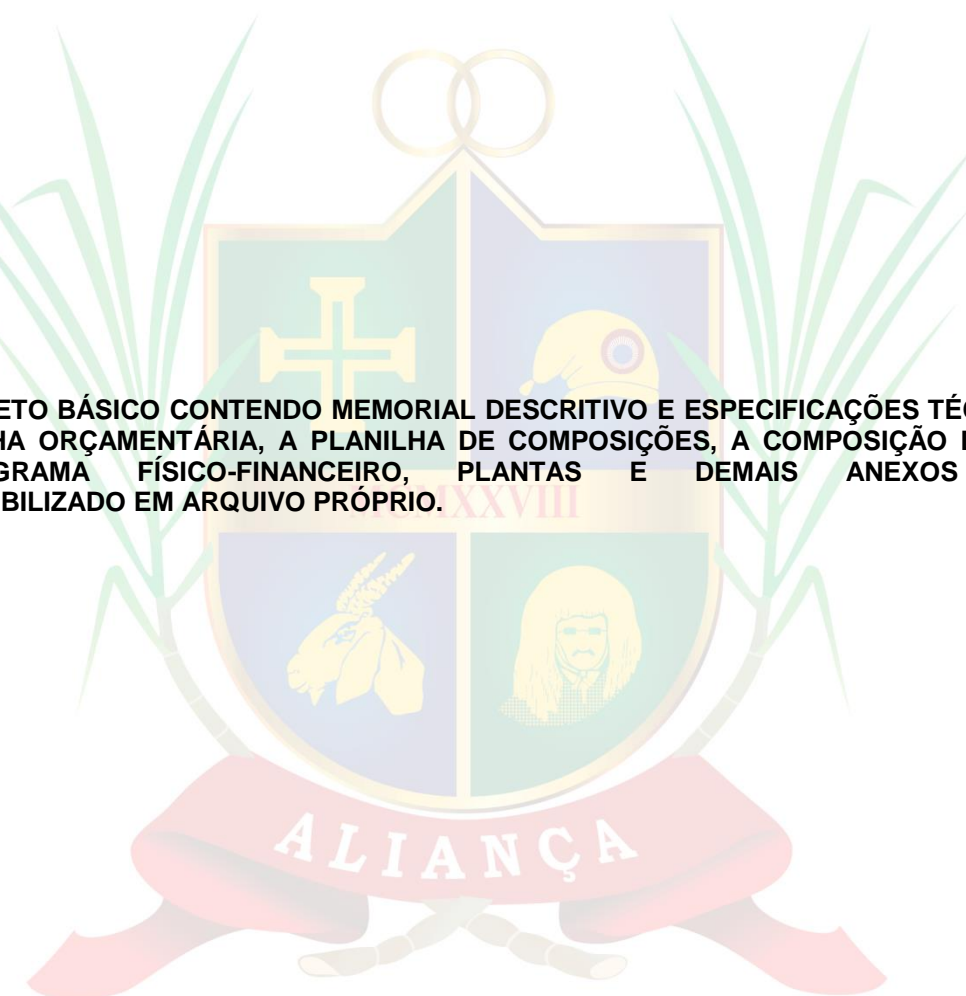 ETO BÁSICO CONTENDO MEMORIAL DESCRITIVO E ESPECIFICAÇÕES TÉ
HA ORÇAMENTÁRIA, A PLANILHA DE COMPOSIÇÕES, A COMPOSIÇÃO
GRAMA FÍSICO-FINANCEIRO, PLANTAS E DEMAIS ANEXOS
BILIZADO EM ARQUIVO PRÓPRIO.
ALIANÇA